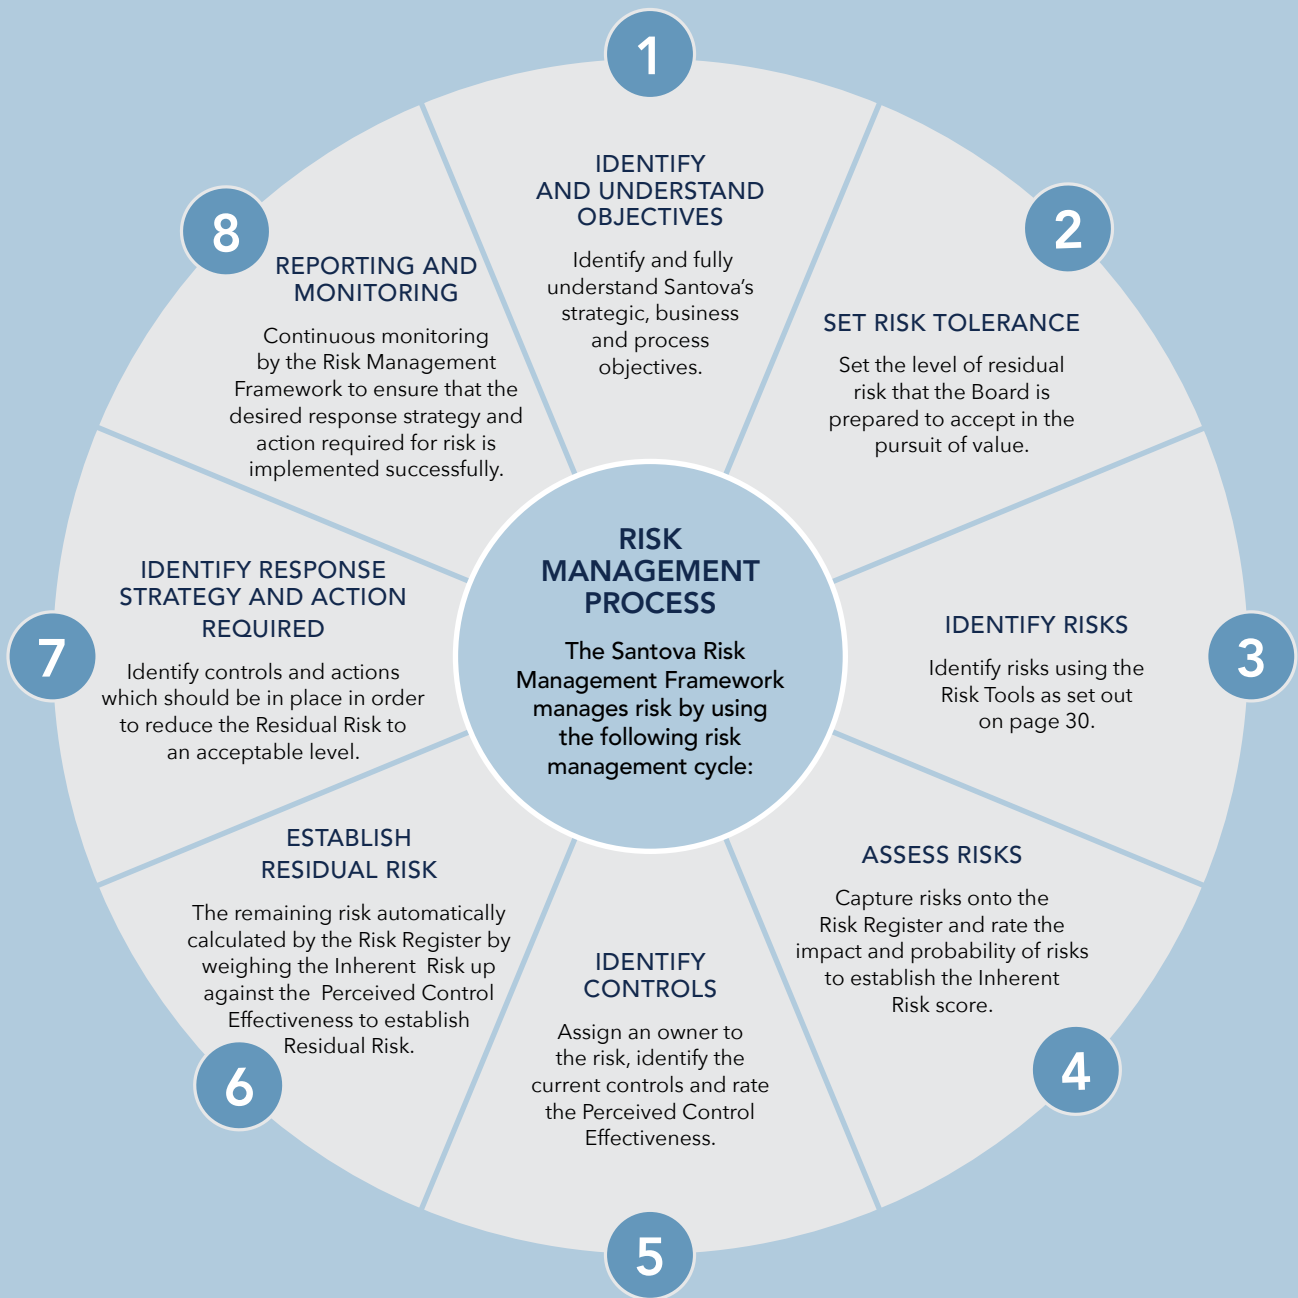 RISK
MANAGEMENT
PROCESS
The Santova Risk
Management Framework
manages risk by using
the following risk
management cycle:
1
IDENTIFY
AND UNDERSTAND
OBJECTIVES
Identify and fully
understand Santova’s
strategic, business
and process
objectives.
2
SET RISK TOLERANCE
Set the level of residual
risk that the Board is
prepared to accept in the
pursuit of value.
3
IDENTIFY RISKS
Identify risks using the
Risk Tools as set out
on page 30.
4
ASSESS RISKS
Capture risks onto the
Risk Register and rate the
impact and probability of risks
to establish the Inherent
Risk score.
5
IDENTIFY
CONTROLS
Assign an owner to
the risk, identify the
current controls and rate
the Perceived Control
Effectiveness.
6
ESTABLISH
RESIDUAL RISK
The remaining risk automatically
calculated by the Risk Register by
weighing the Inherent Risk up
against the Perceived Control
Effectiveness to establish
Residual Risk.
7
IDENTIFY RESPONSE
STRATEGY AND ACTION
REQUIRED
Identify controls and actions
which should be in place in order
to reduce the Residual Risk to
an acceptable level.
8
REPORTING AND
MONITORING
Continuous monitoring
by the Risk Management
Framework to ensure that the
desired response strategy and
action required for risk is
implemented successfully.